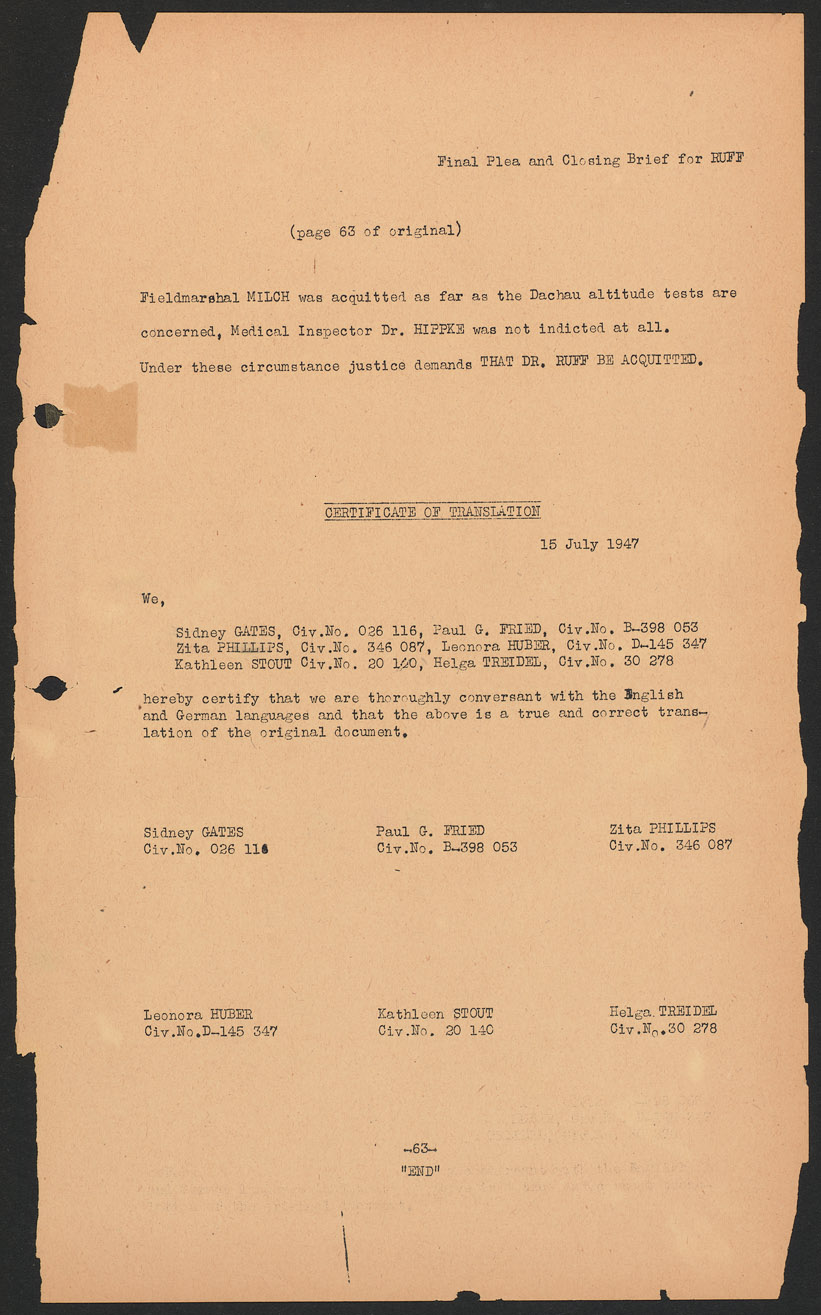 Final Plea and Closing Brief for RUFF
(page 63 of original)
Fieldmarshal MILCH was acquitted as far as the Dachau altitude tests are
concerned, Medical Inspector Dr. HIPPKE was not indicted at all.
Under these circumstance justice demands THAT DR. RUFF BE ACQUITTED.
CERTIFICATE OF TRANSLATION
15 July 1947
We,
Sidney GATES, Civ.No. 026 116, Paul G. FRIED, Civ.No. B-398 053
Zita PHILLIPS, Civ.No. 346 087, Leonora HUBER, Civ.No. D-145 347
Kathleen STOUT Civ.No. 20 140, Helga TREIDEL, Civ.No. 30 278
hereby certify that we are thoroughly conversant with the English
and German languages and that the above is a true and correct trans-
lation of the original document.
Sidney GATES Paul G. FRIED Zita PHILLIPS
Civ.No. 026 116 Civ.No. B-398 053 Civ.No. 346 087
Leonora HUBER Kathleen STOUT Helga TREIDEL
Civ.No.D-145 347 Civ.No. 20 140 Civ.No.30 278
-63-
"END"